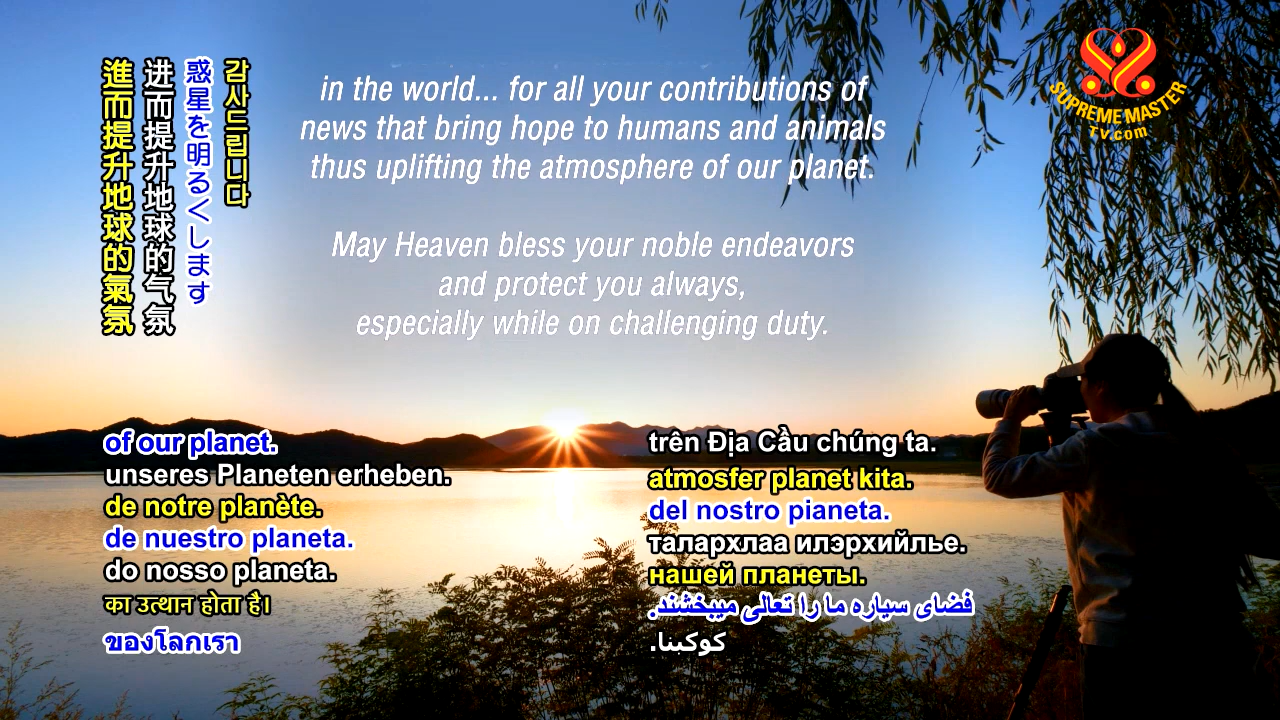 進而提升地球的氣氛
进而提升地球的气氛
惑星を明るくします
감사드립니다
in the world... for all your contributions of
news that bring hope to humans and animals
thus uplifting the atmosphere of our planet.
May Heaven bless your noble endeavors
and protect you always,
especially while on challenging duty.
SUPREME MASTER
TV.com
of our planet.
unseres Planeten erheben.
de notre planète.
de nuestro planeta.
do nosso planeta.
का उत्थान होता है।
ของโลกเรา
trên Địa Cầu chúng ta.
atmosfer planet kita.
del nostro pianeta.
талархлаа илэрхийлье.
нашей планеты.
فضای سیاره ما را تعالی میبخشند.
كوكبنا.